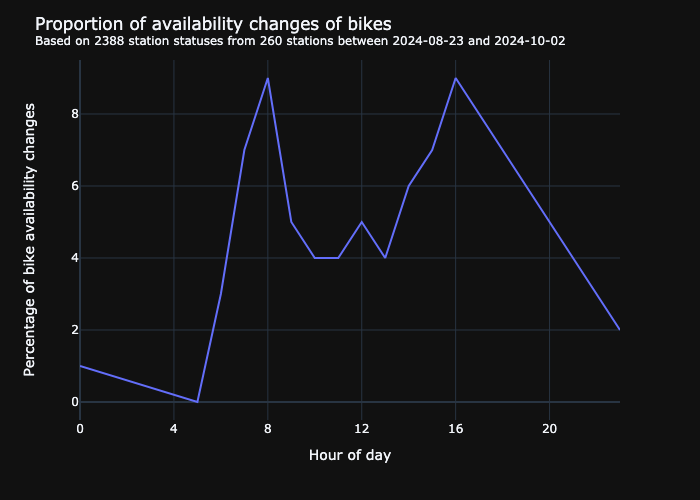 Proportion of availability changes of bikes
Based on 2388 station statuses from 260 stations between 2024-08-23 and 2024-10-02
Percentage of bike availability changes
8
6
4
2
0
0 4 8 12 16 20
Hour of day